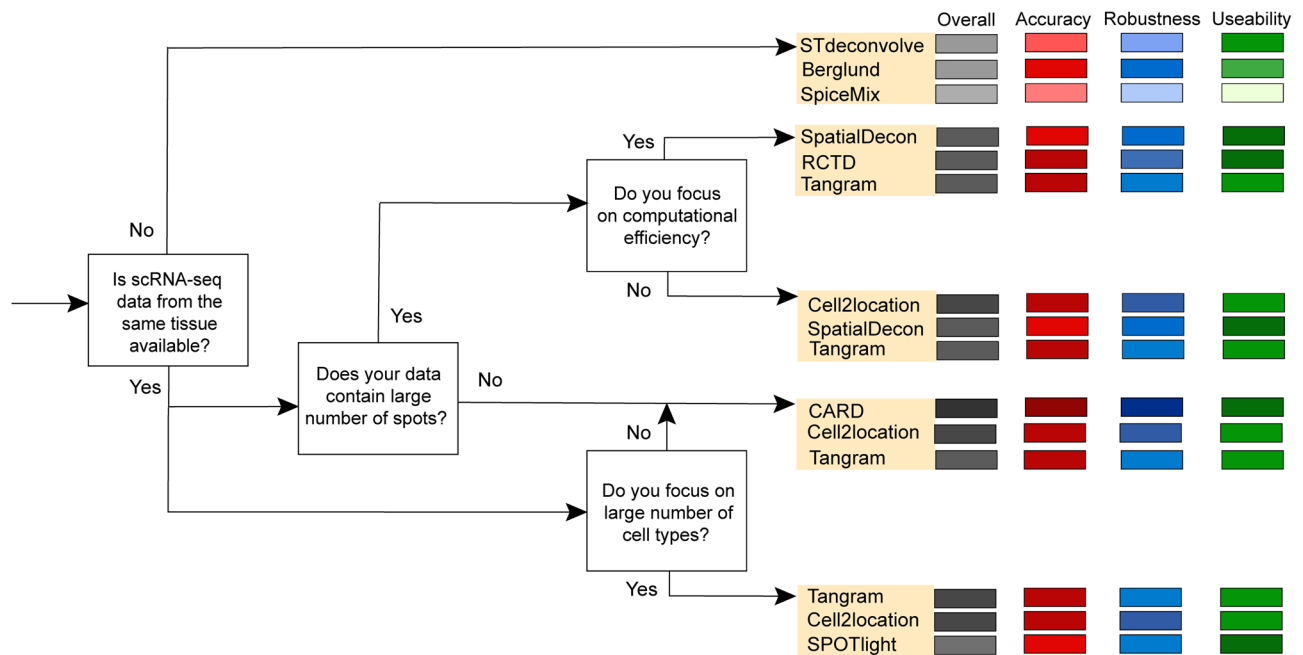 Overall Accuracy Robustness Useability
STdeconvolve
Berglund
SpiceMix
No
Is scRNA-seq
data from the
same tissue
available?
Yes
Does your data
contain large
number of spots?
Yes
No
Do you focus
on computational
efficiency?
Yes
No
SpatialDecon
RCTD
Tangram
Cell2location
SpatialDecon
Tangram
CARD
Cell2location
Tangram
No
Do you focus on
large number of
cell types?
Yes
Tangram
Cell2location
SPOTlight